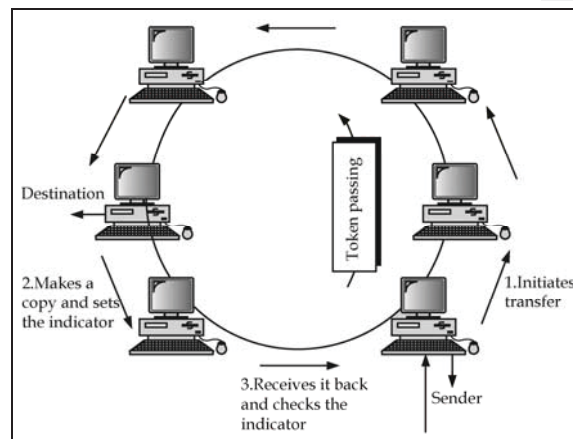 Destination
Token passing
2.Makes a
copy and sets
the indicator
1.Initiates
transfer
3.Receives it back
and checks the
indicator
Sender